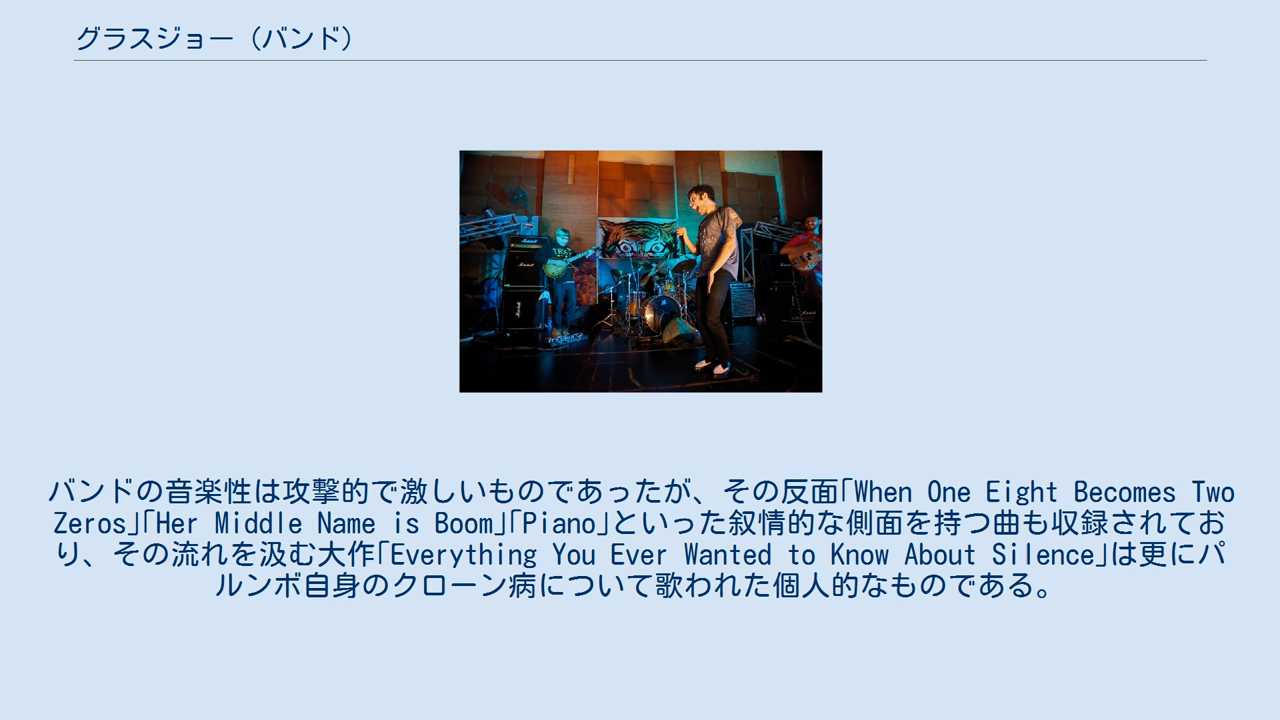 グラスジョー（バンド）
バンドの音楽性は攻撃的で激しいものであったが、その反面｢When One Eight Becomes Two
Zeros｣｢Her Middle Name is Boom｣｢Piano｣といった叙情的な側面を持つ曲も収録されてお
り、その流れを汲む大作｢Everything You Ever Wanted to Know About Silence｣は更にパ
ルンボ自身のクローン病について歌われた個人的なものである。